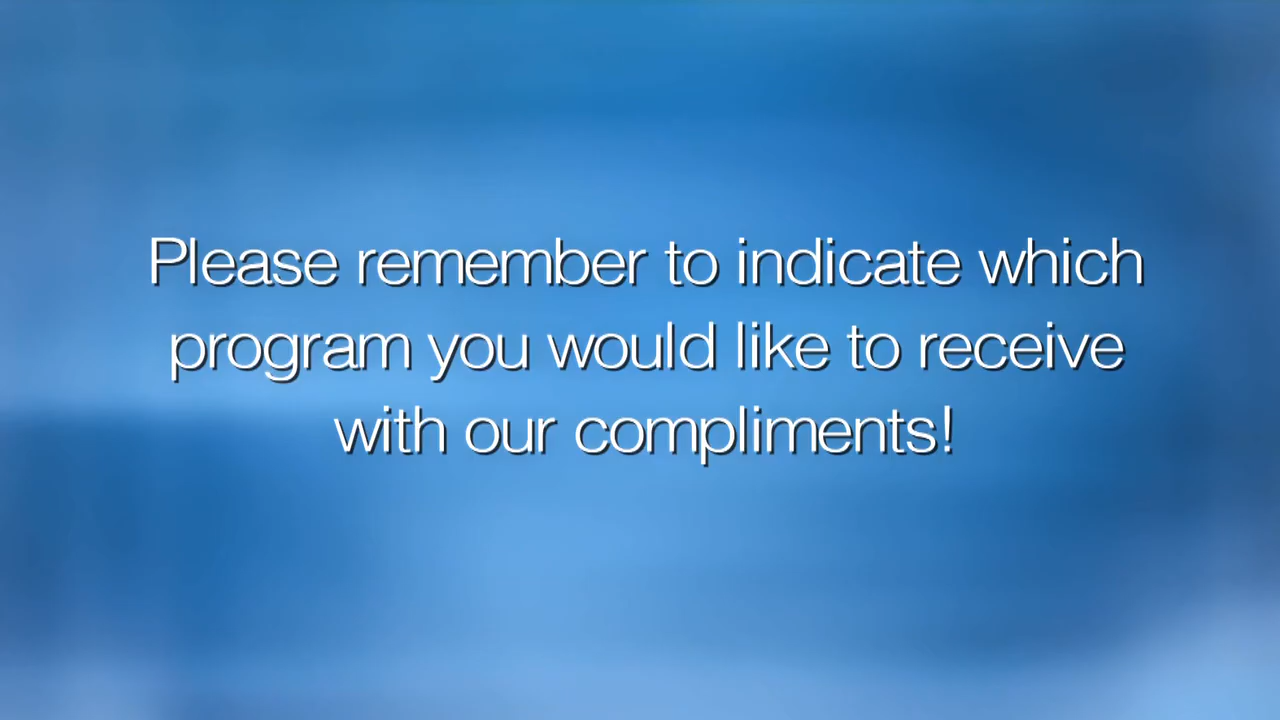 Please remember to indicate which
program you would like to receive
with our compliments!